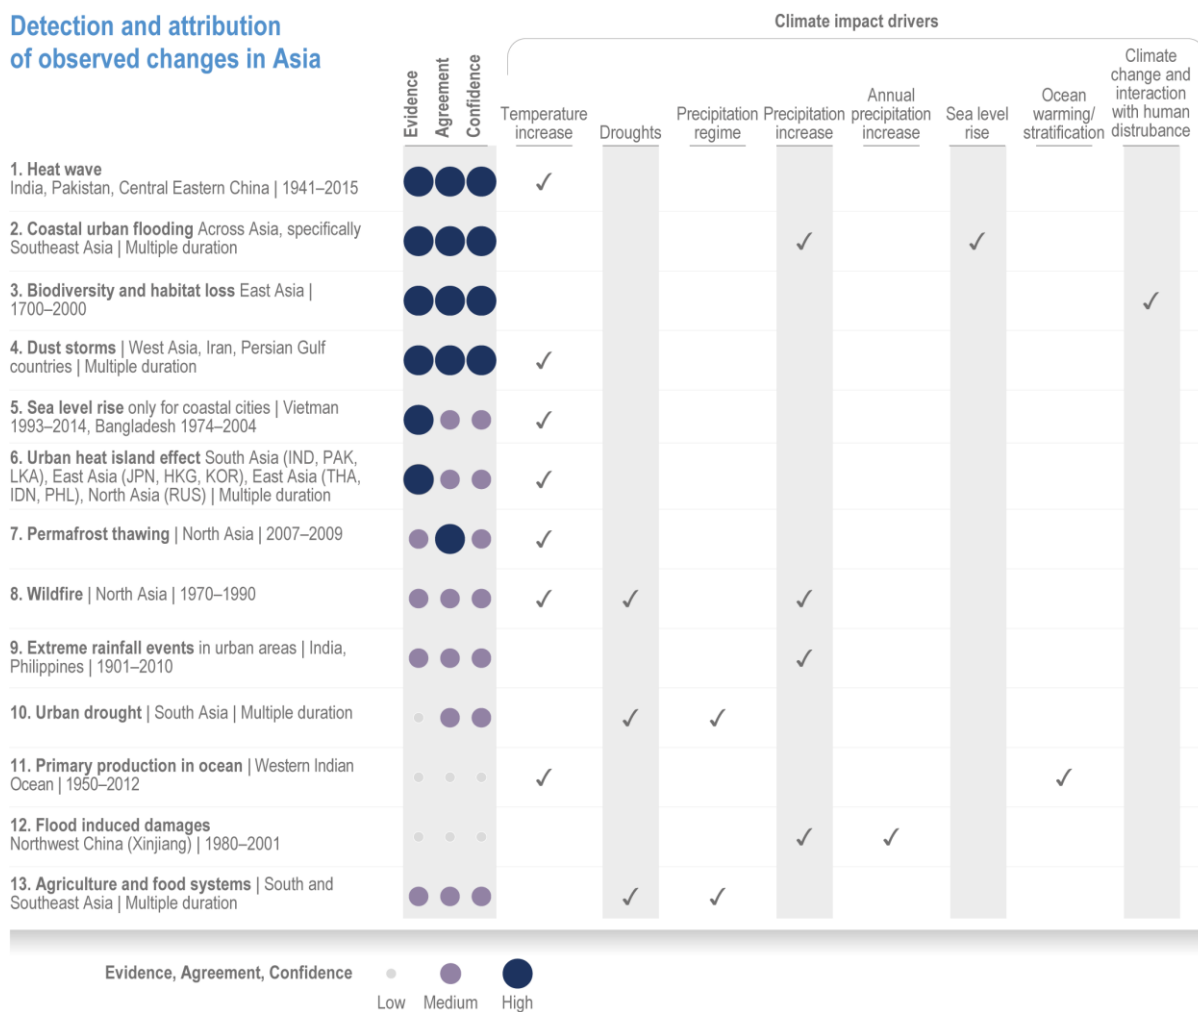 Detection and attribution
of observed changes in Asia
Climate impact drivers
Evidence
Agreement
Confidence
Temperature
increase
Droughts
Precipitation
regime
Precipitation
increase
Annual
precipitation
increase
Sea level
rise
Ocean
warming/
stratification
Climate
change and
interaction
with human
distrubance
1. Heat wave
India, Pakistan, Central Eastern China | 1941–2015
2. Coastal urban flooding Across Asia, specifically
Southeast Asia | Multiple duration
3. Biodiversity and habitat loss East Asia |
1700–2000
4. Dust storms | West Asia, Iran, Persian Gulf
countries | Multiple duration
5. Sea level rise only for coastal cities | Vietman
1993–2014, Bangladesh 1974–2004
6. Urban heat island effect South Asia (IND, PAK,
LKA), East Asia (JPN, HKG, KOR), East Asia (THA,
IDN, PHL), North Asia (RUS) | Multiple duration
7. Permafrost thawing | North Asia | 2007–2009
8. Wildfire | North Asia | 1970–1990
9. Extreme rainfall events in urban areas | India,
Philippines | 1901–2010
10. Urban drought | South Asia | Multiple duration
11. Primary production in ocean | Western Indian
Ocean | 1950–2012
12. Flood induced damages
Northwest China (Xinjiang) | 1980–2001
13. Agriculture and food systems | South and
Southeast Asia | Multiple duration
Evidence, Agreement, Confidence
Low Medium High